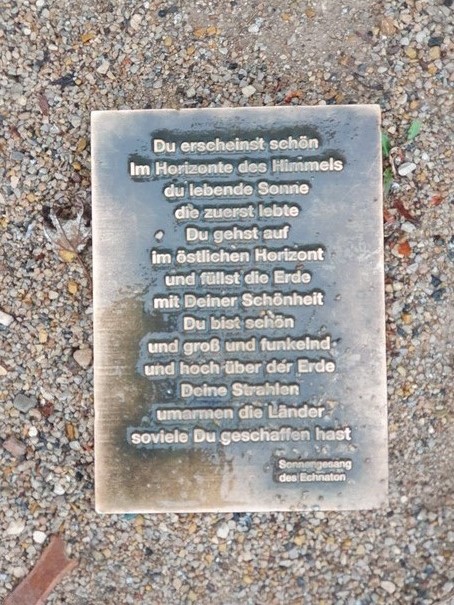 Du erscheinst schön
Im Horizonte des Himmels
du lebende Sonne
die zuerst lebte
Du gehst auf
im östlichen Horizont
und füllst die Erde
mit Deiner Schönheit
Du bist schön
und groß und funkelnd
und hoch über der Erde
Deine Strahlen
umarmen die Länder
soviele Du geschaffen hast
Sonnengesang
des Echnaton